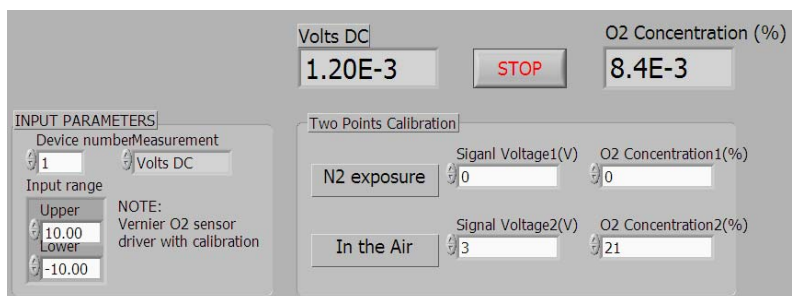 Volts DC
O2 Concentration (%)
1.20E-3
STOP
8.4E-3
INPUT PARAMETERS
Device number
Measurement
1
Volts DC
Input range
Upper
10.00
Lower
-10.00
NOTE:
Vernier O2 sensor
driver with calibration
Two Points Calibration
Siganl Voltage1(V)
O2 Concentration1(%)
N2 exposure
0
0
Signal Voltage2(V)
O2 Concentration2(%)
In the Air
3
21